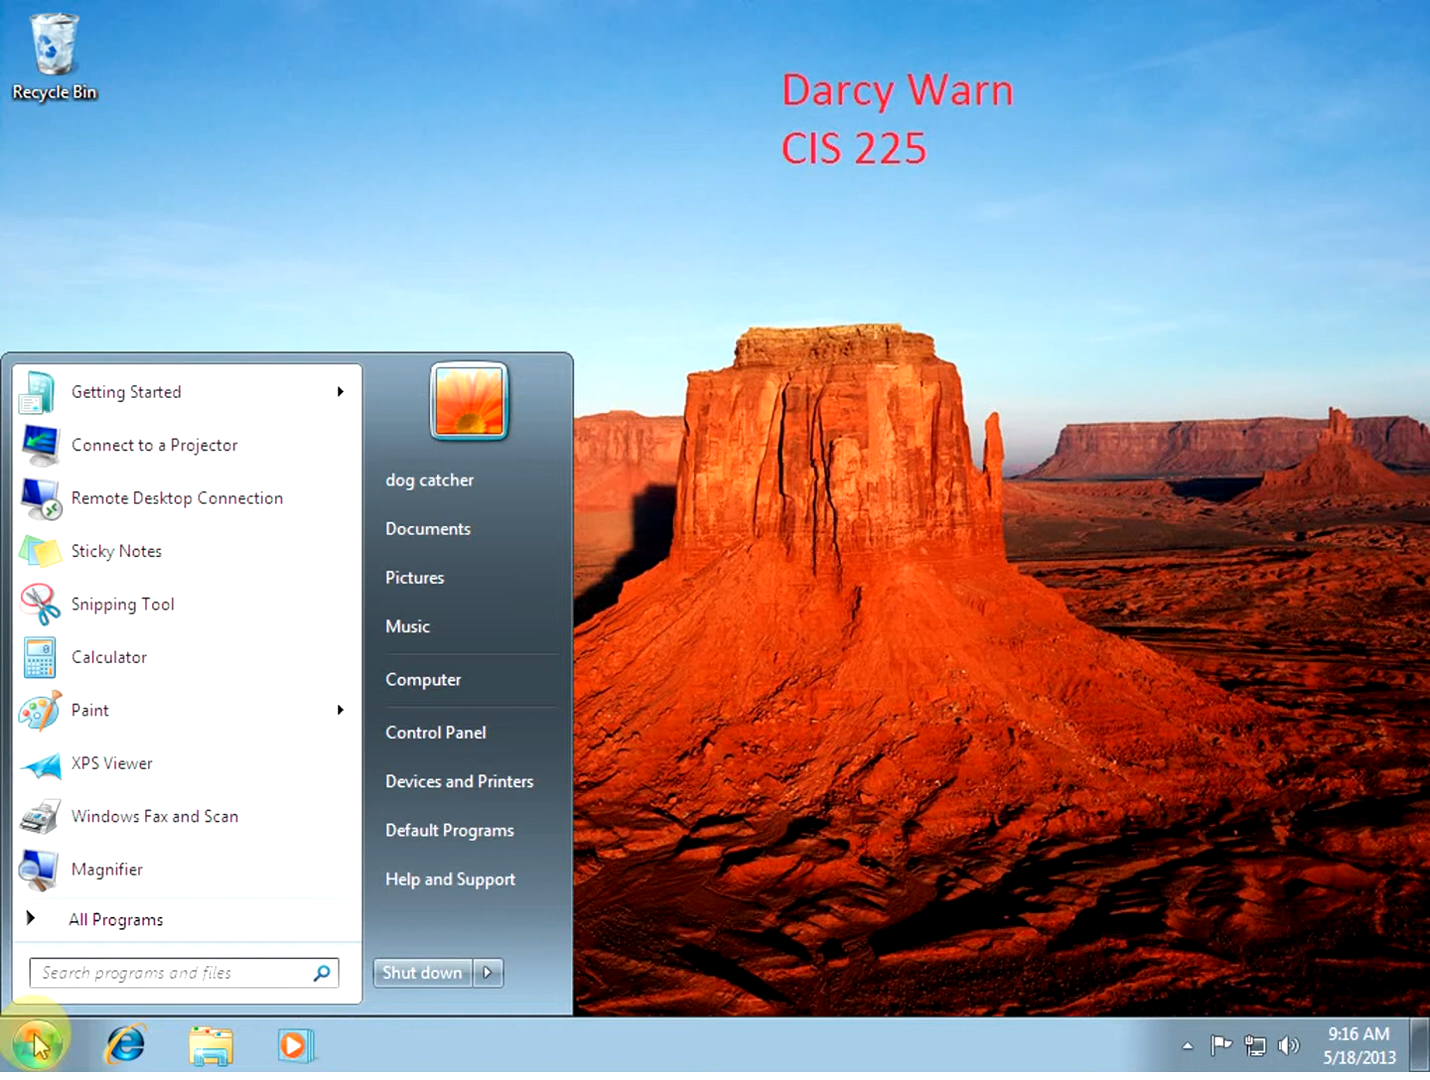 Recycle Bin
Darcy Warn
CIS 225
Getting Started
Connect to a Projector
Remote Desktop Connection
Sticky Notes
Snipping Tool
Calculator
Paint
XPS Viewer
Windows Fax and Scan
Magnifier
All Programs
Search programs and files
dog catcher
Documents
Pictures
Music
Computer
Control Panel
Devices and Printers
Default Programs
Help and Support
Shut down
9:16 AM
5/18/2013